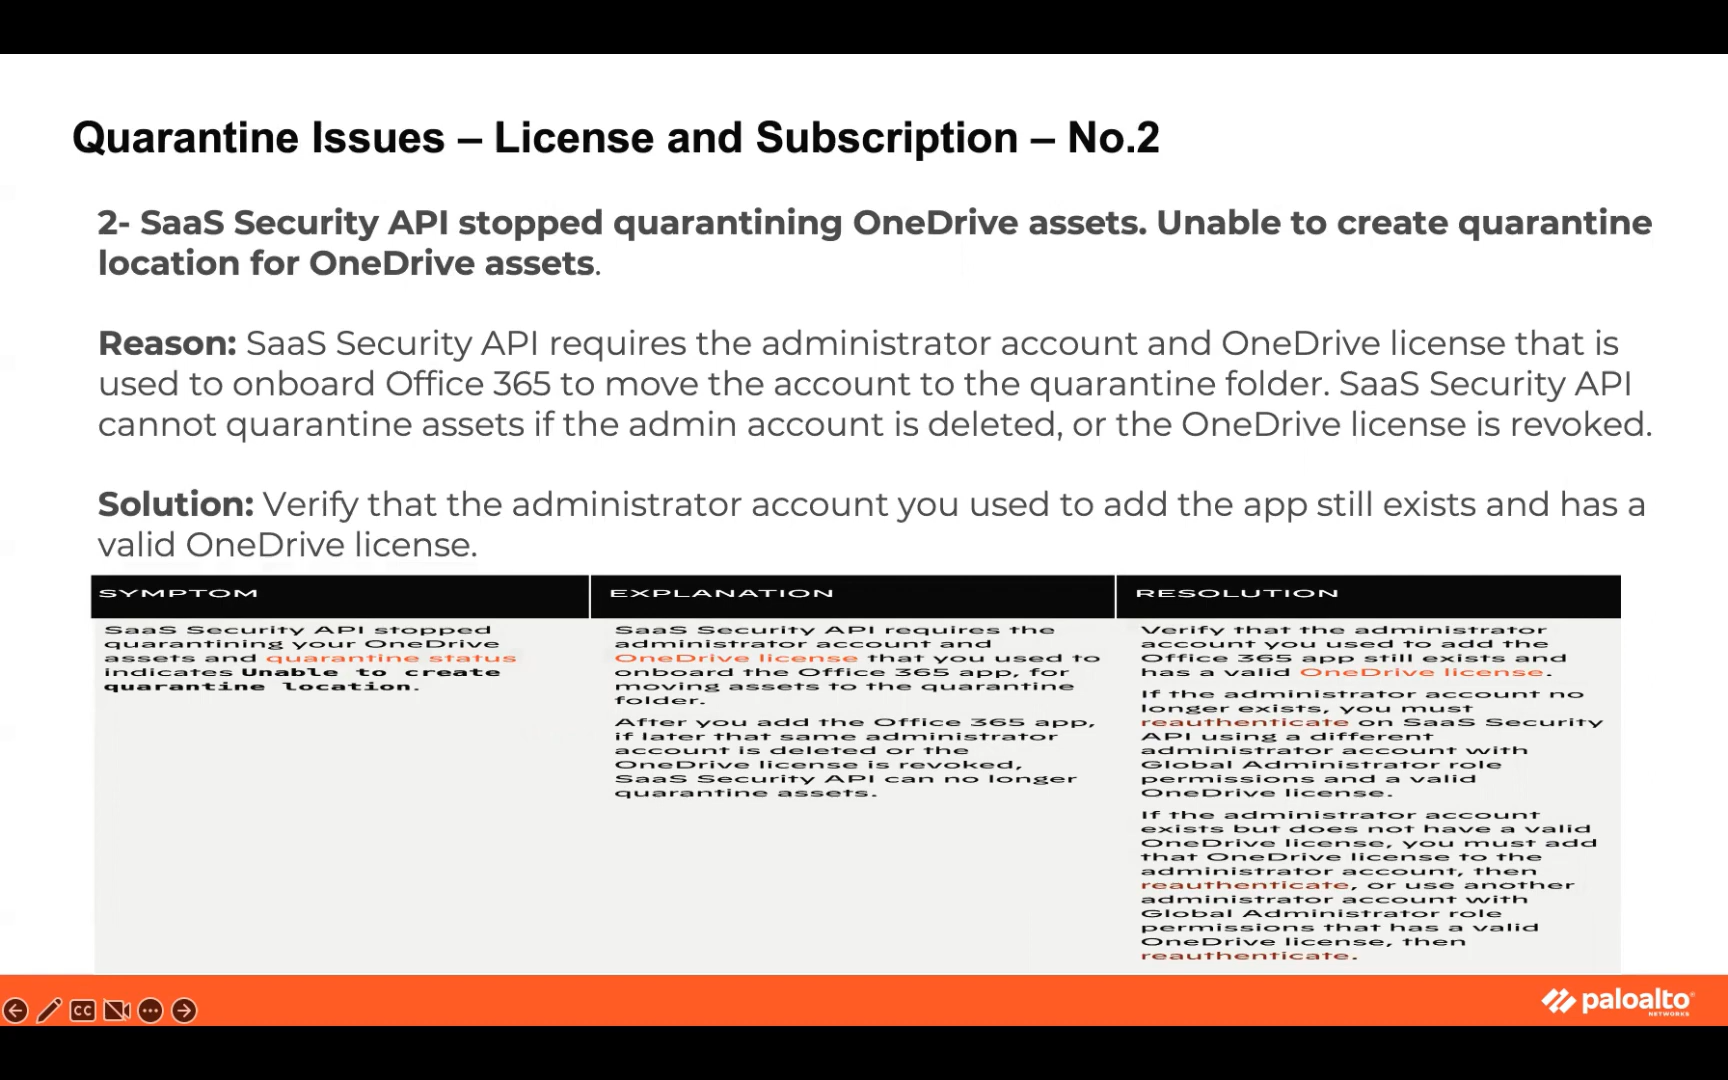 Quarantine Issues – License and Subscription – No.2
2- SaaS Security API stopped quarantining OneDrive assets. Unable to create quarantine
location for OneDrive assets.
Reason: SaaS Security API requires the administrator account and OneDrive license that is
used to onboard Office 365 to move the account to the quarantine folder. SaaS Security API
cannot quarantine assets if the admin account is deleted, or the OneDrive license is revoked.
Solution: Verify that the administrator account you used to add the app still exists and has a
valid OneDrive license.
SYMPTOM
SaaS Security API stopped
quarantining your OneDrive
assets and quarantine status
indicates Unable to create
quarantine location.
EXPLANATION
SaaS Security API requires the
administrator account and
OneDrive license that you used to
onboard the Office 365 app, for
moving assets to the quarantine
folder.
After you add the Office 365 app,
if later that same administrator
account is deleted or the
OneDrive license is revoked,
SaaS Security API can no longer
quarantine assets.
RESOLUTION
Verify that the administrator
account you used to add the
Office 365 app still exists and
has a valid OneDrive license.
If the administrator account no
longer exists, you must
reauthenticate on SaaS Security
API using a different
administrator account with
Global Administrator role
permissions and a valid
OneDrive license.
If the administrator account
exists but does not have a valid
OneDrive license, you must add
that OneDrive license to the
administrator account, then
reauthenticate, or use another
administrator account with
Global Administrator role
permissions that has a valid
OneDrive license, then
reauthenticate.
CC
paloalto
NETWORKS